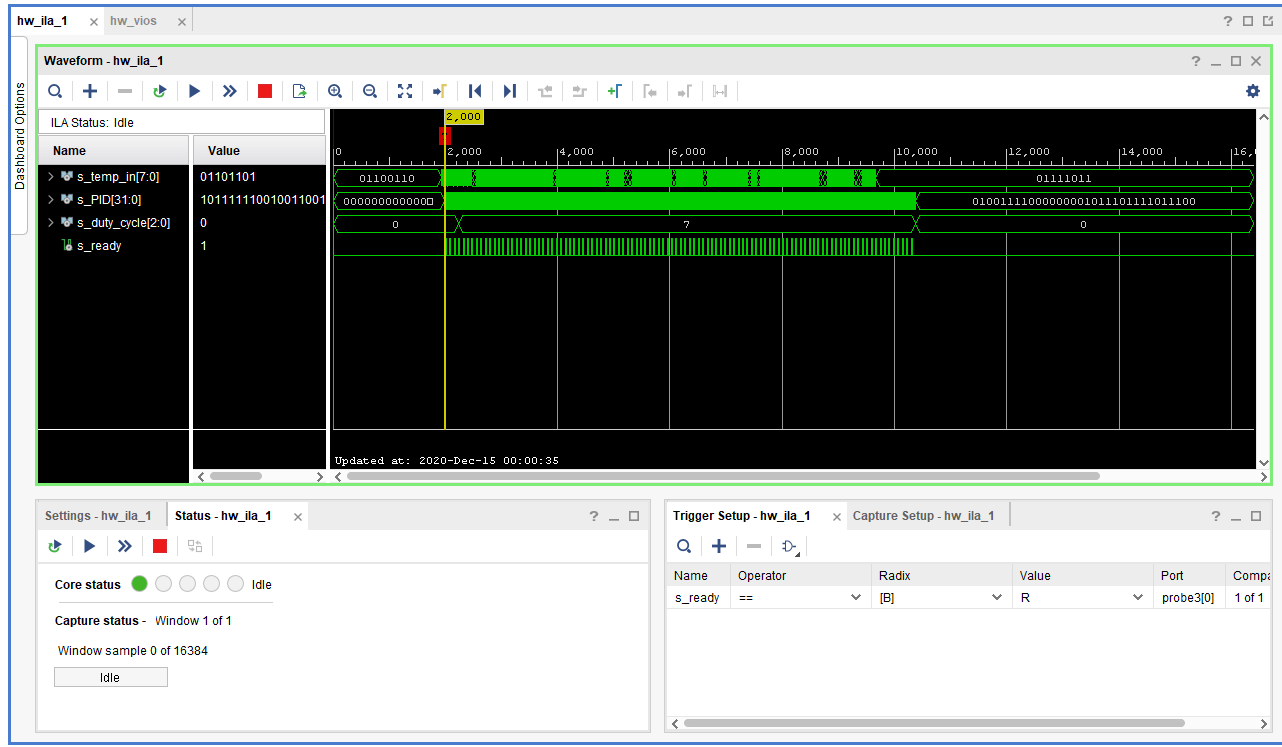 hw_ila_1 × hw_vios ×
Dashboard Options
Waveform - hw_ila_1
ILA Status: Idle
Name Value
s_temp_in[7:0] 01101101
s_PID[31:0] 10111111001001100
s_duty_cycle[2:0] 0
s_ready 1
2,000
0 2,000 4,000 6,000 8,000 10,000 12,000 14,000 16,
01100110 01111011
0000000000000 01001111000000001011101111011100
0 7 0
Updated at: 2020-Dec-15 00:00:35
Settings - hw_ila_1 Status - hw_ila_1 ×
Core status Idle
Capture status - Window 1 of 1
Window sample 0 of 16384
Idle
Trigger Setup - hw_ila_1 × Capture Setup - hw_ila_1
Name Operator Radix Value Port Compa
s_ready == [B] R probe3[0] 1 of 1